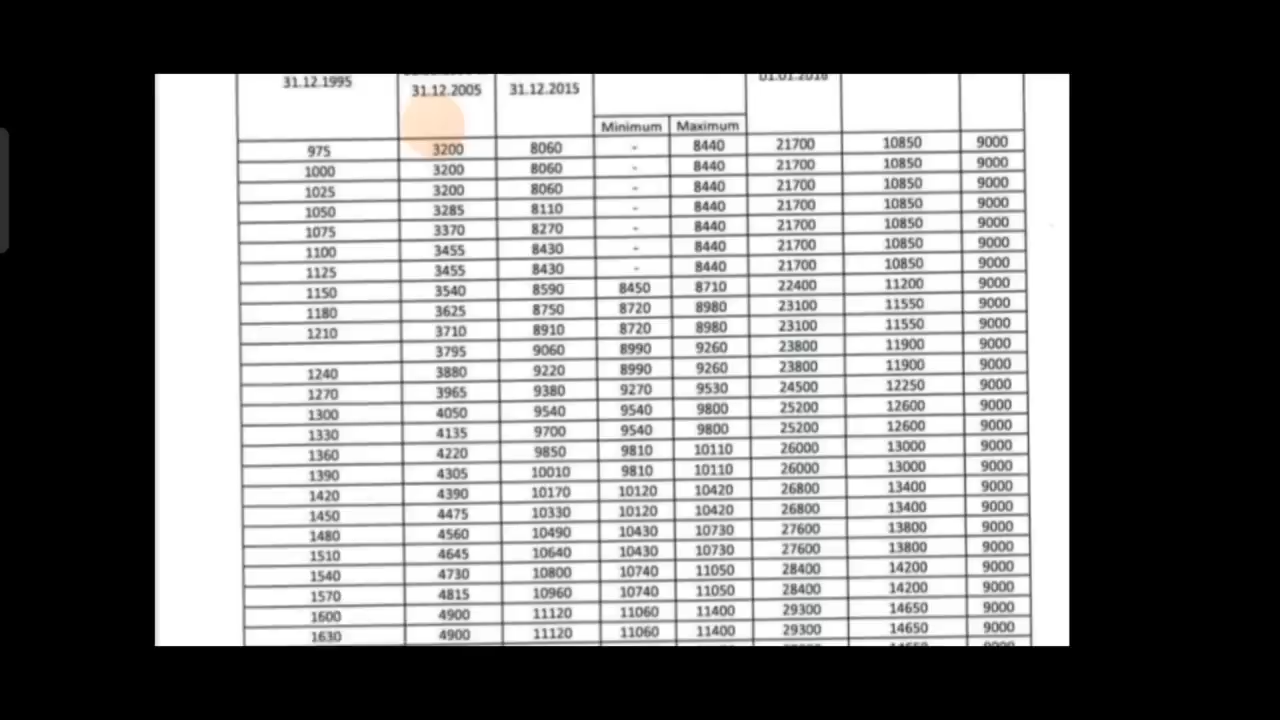 31.12.1995 31.12.2005 31.12.2015 01.01.2016
Minimum Maximum
975 3200 8060 - 8440 21700 10850 9000
1000 3200 8060 - 8440 21700 10850 9000
1025 3200 8060 - 8440 21700 10850 9000
1050 3285 8110 - 8440 21700 10850 9000
1075 3370 8270 - 8440 21700 10850 9000
1100 3455 8430 - 8440 21700 10850 9000
1125 3455 8430 - 8440 21700 10850 9000
1150 3540 8590 8450 8710 22400 11200 9000
1180 3625 8750 8720 8980 23100 11550 9000
1210 3710 8910 8720 8980 23100 11550 9000
3795 9060 8990 9260 23800 11900 9000
1240 3880 9220 8990 9260 23800 11900 9000
1270 3965 9380 9270 9530 24500 12250 9000
1300 4050 9540 9540 9800 25200 12600 9000
1330 4135 9700 9540 9800 25200 12600 9000
1360 4220 9850 9810 10110 26000 13000 9000
1390 4305 10010 9810 10110 26000 13000 9000
1420 4390 10170 10120 10420 26800 13400 9000
1450 4475 10330 10120 10420 26800 13400 9000
1480 4560 10490 10430 10730 27600 13800 9000
1510 4645 10640 10430 10730 27600 13800 9000
1540 4730 10800 10740 11050 28400 14200 9000
1570 4815 10960 10740 11050 28400 14200 9000
1600 4900 11120 11060 11400 29300 14650 9000
1630 4900 11120 11060 11400 29300 14650 9000